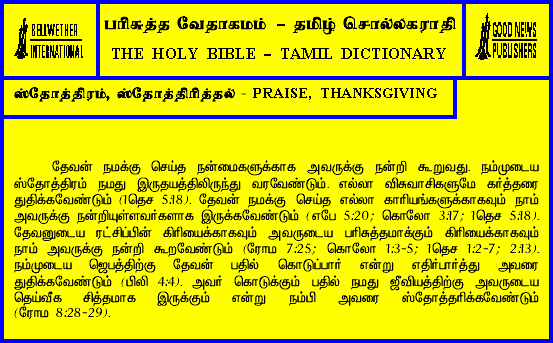 BELLWETHER
INTERNATIONAL
பரிசுத்த வேதாகமம் – தமிழ் சொல்லகராதி
THE HOLY BIBLE – TAMIL DICTIONARY
GOOD NEWS
PUBLISHERS
ஸ்தோத்திரம், ஸ்தோத்திரித்தல் - PRAISE, THANKSGIVING
தேவன் நமக்கு செய்த நன்மைகளுக்காக அவருக்கு நன்றி கூறுவது. நம்முடைய
ஸ்தோத்திரம் நமது இருதயத்திலிருந்து வரவேண்டும். எல்லா விசுவாசிகளுமே கர்த்தரை
துதிக்கவேண்டும் (1தெச 5:18). தேவன் நமக்கு செய்த எல்லா காரியங்களுக்காகவும் நாம்
அவருக்கு நன்றியுள்ளவர்களாக இருக்கவேண்டும் (எபே 5:20; கொலோ 3:17; 1தெச 5:18).
தேவனுடைய ரட்சிப்பின் கிரியைக்காகவும் அவருடைய பரிசுத்தமாக்கும் கிரியைக்காகவும்
நாம் அவருக்கு நன்றி கூறவேண்டும் (ரோம 7:25; கொலோ 1:3-5; 1தெச 1:2-7; 2:13).
நம்முடைய ஜெபத்திற்கு தேவன் பதில் கொடுப்பார் என்று எதிர்பார்த்து அவரை
துதிக்கவேண்டும் (பிலி 4:4). அவர் கொடுக்கும் பதில் நமது ஜீவியத்திற்கு அவருடைய
தெய்வீக சித்தமாக இருக்கும் என்று நம்பி அவரை ஸ்தோத்தரிக்கவேண்டும்
(ரோம 8:28-29).